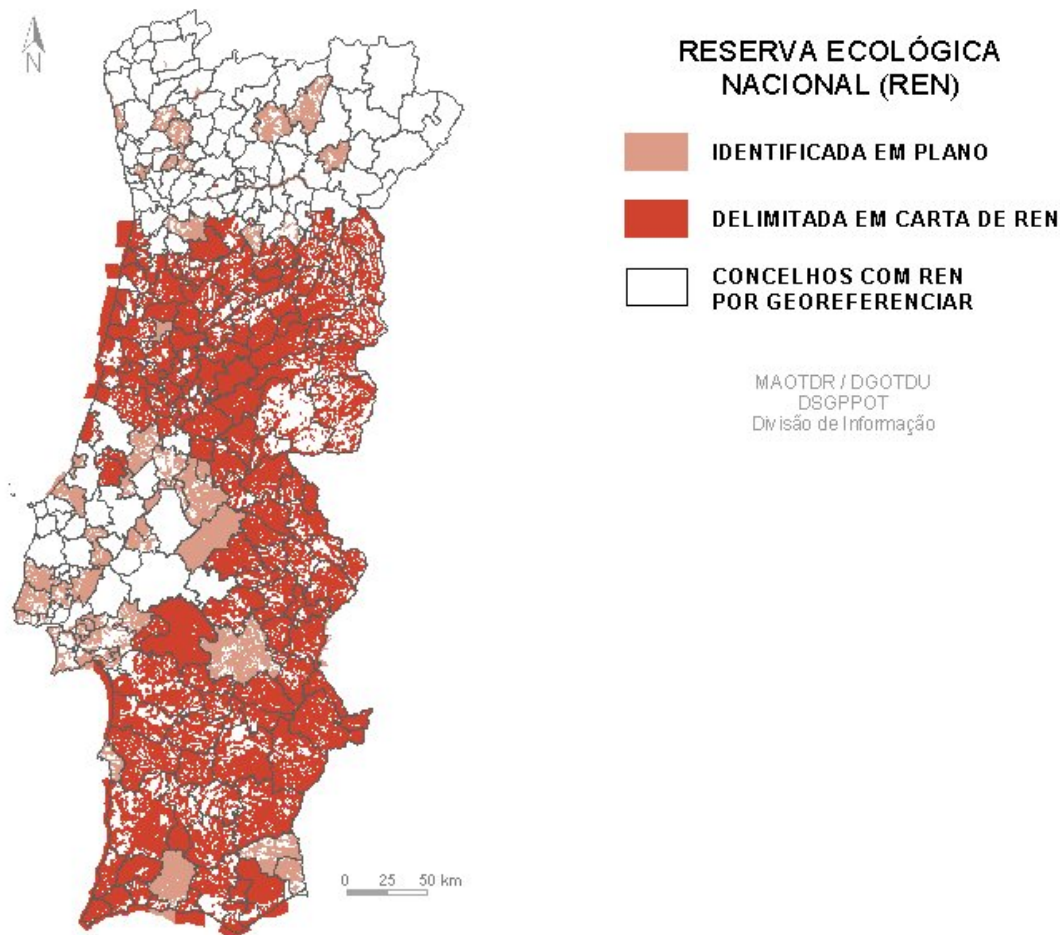 N
RESERVA ECOLÓGICA
NACIONAL (REN)
IDENTIFICADA EM PLANO
DELIMITADA EM CARTA DE REN
CONCELHOS COM REN
POR GEOREFERENCIAR
MAOTDR / DGOTDU
DSGPPOT
Divisão de Informação
0 25 50 km